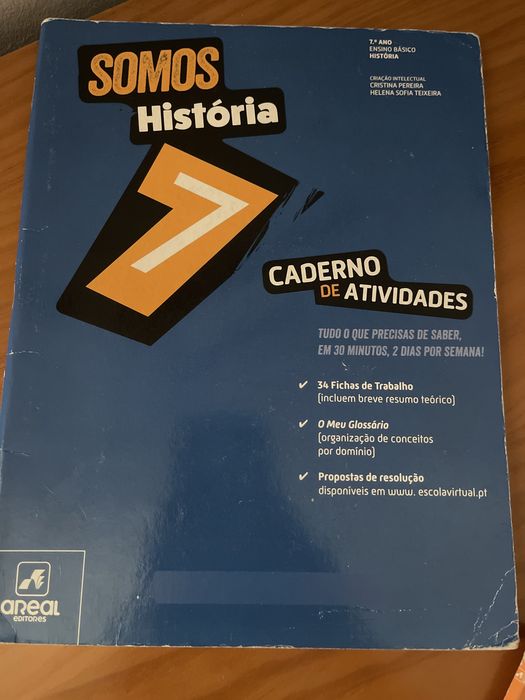 SOMOS
História
7
7.º ANO
ENSINO BÁSICO
HISTÓRIA
CRIAÇÃO INTELECTUAL
CRISTINA PEREIRA
HELENA SOFIA TEIXEIRA
CADERNO
DE ATIVIDADES
TUDO O QUE PRECISAS DE SABER,
EM 30 MINUTOS, 2 DIAS POR SEMANA!
✔ 34 Fichas de Trabalho
(incluem breve resumo teórico)
✔ O Meu Glossário
(organização de conceitos
por domínio)
✔ Propostas de resolução
disponíveis em www. escolavirtual.pt
areal
EDITORES